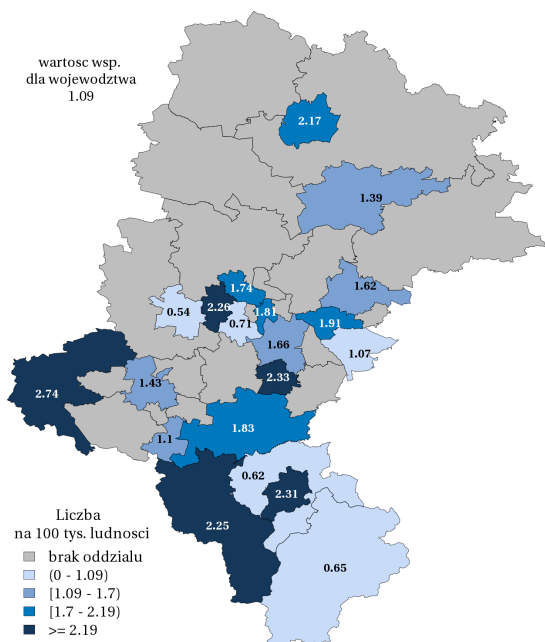 wartosc wsp.
dla wojewodztwa
1.09
2.17
1.39
1.62
1.74
2.26
0.54
1.81
0.71
1.91
1.66
1.07
2.33
2.74
1.43
1.83
1.1
0.62
2.31
2.25
0.65
Liczba
na 100 tys. ludnosci
brak oddzialu
(0 - 1.09)
[1.09 - 1.7)
[1.7 - 2.19)
>= 2.19